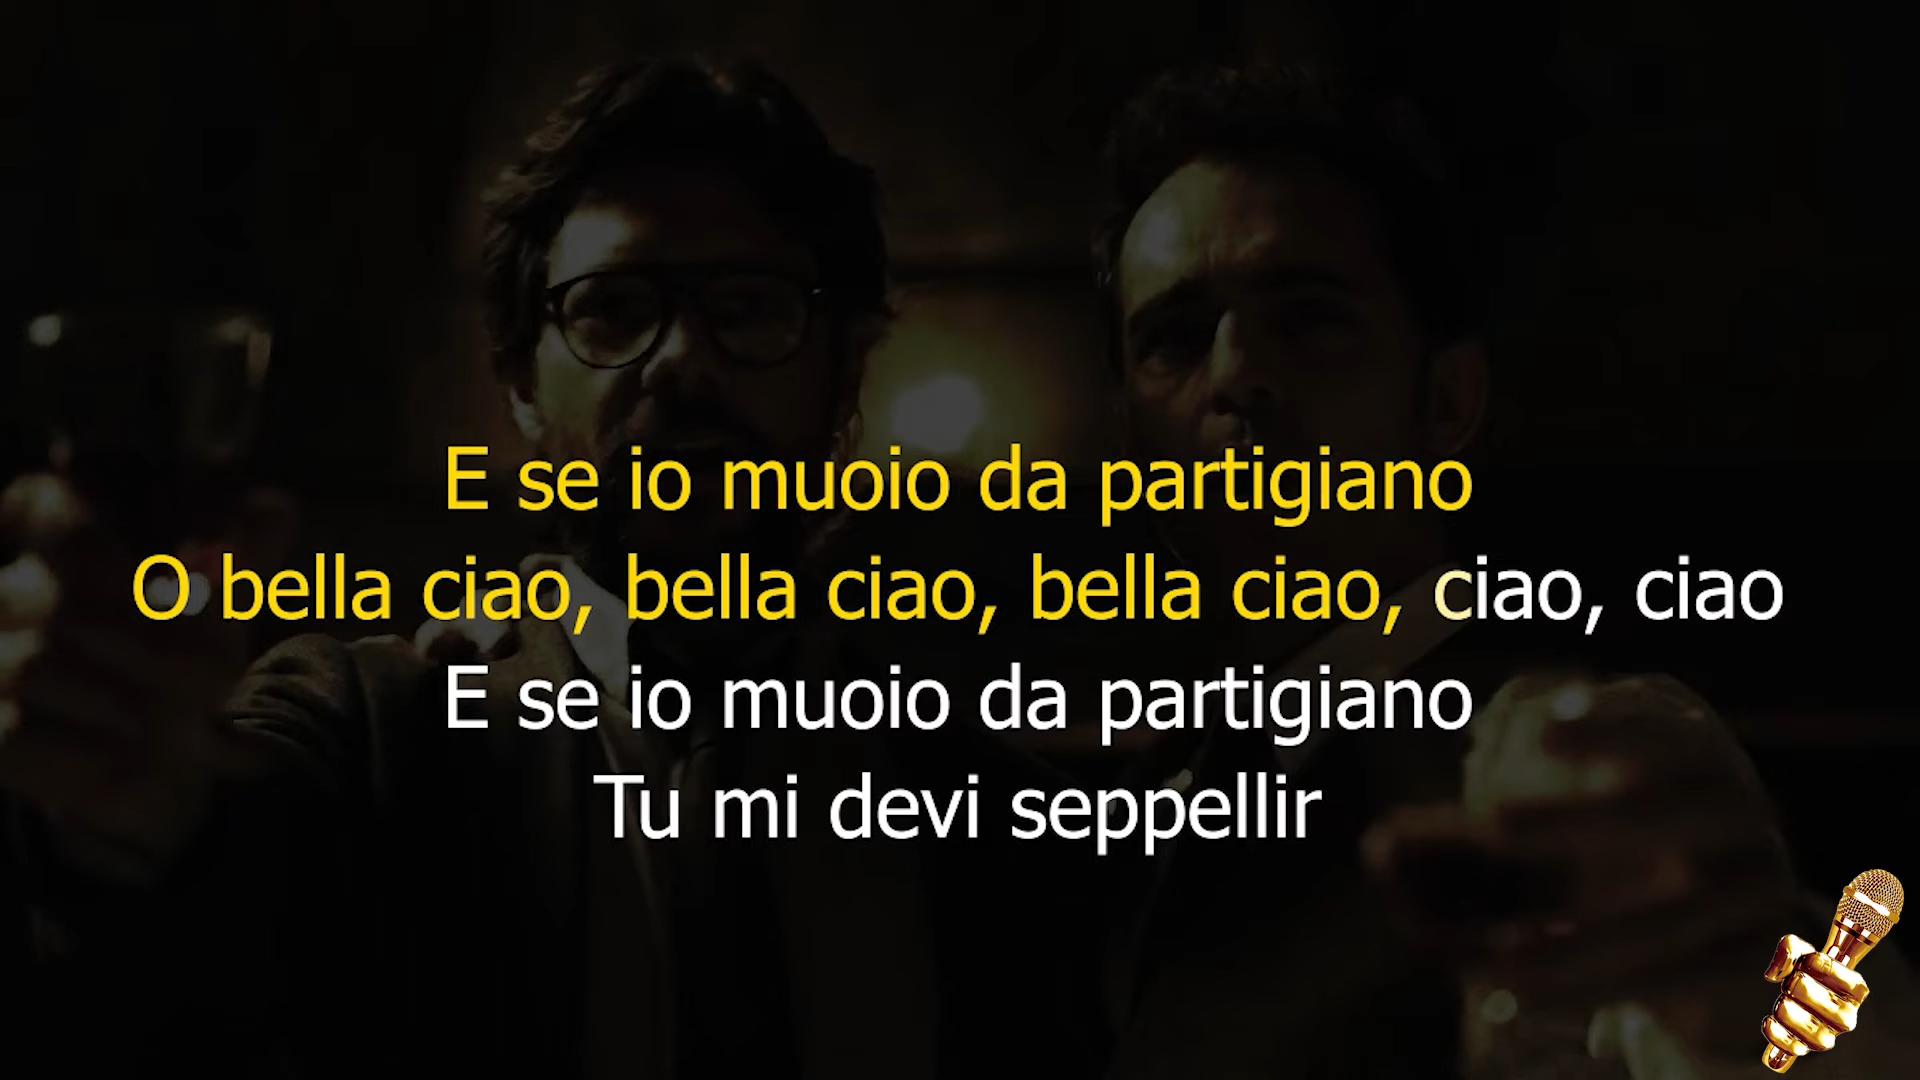 E se io muoio da partigiano
O bella ciao, bella ciao, bella ciao, ciao, ciao
E se io muoio da partigiano
Tu mi devi seppellir